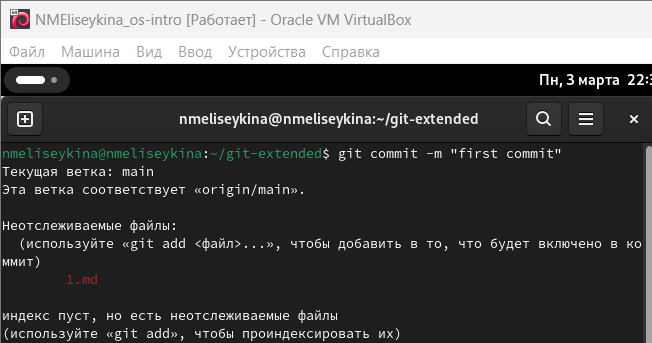 NMEliseykina_os-intro [Работает] - Oracle VM VirtualBox
Файл Машина Вид Ввод Устройства Справка
Пн, 3 марта 22:3
nmeliseykina@nmeliseykina:~/git-extended
nmeliseykina@nmeliseykina:~/git-extended$ git commit -m "first commit"
Текущая ветка: main
Эта ветка соответствует «origin/main».
Неотслеживаемые файлы:
(используйте «git add <файл>...», чтобы добавить в то, что будет включено в ко
ммит)
1.md
индекс пуст, но есть неотслеживаемые файлы
(используйте «git add», чтобы проиндексировать их)